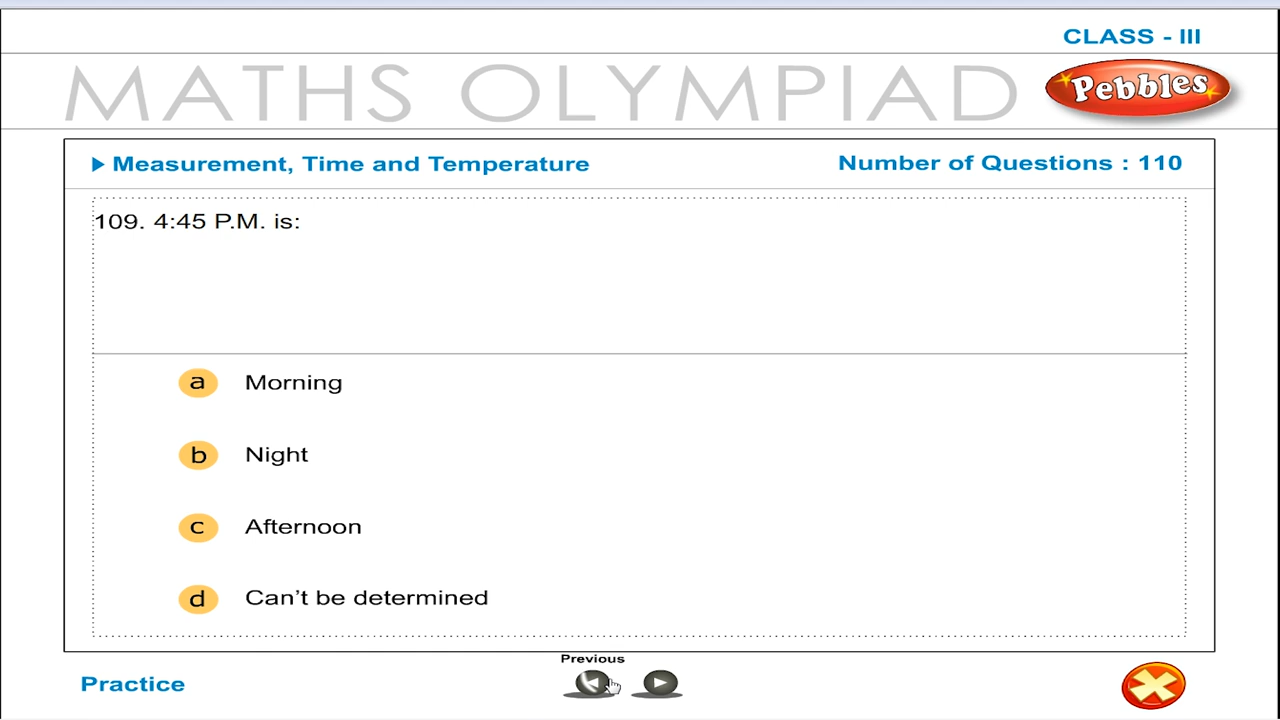 CLASS - III
MATHS OLYMPIAD
Pebbles
Measurement, Time and Temperature
Number of Questions : 110
109. 4:45 P.M. is:
a Morning
b Night
c Afternoon
d Can’t be determined
Previous
Practice